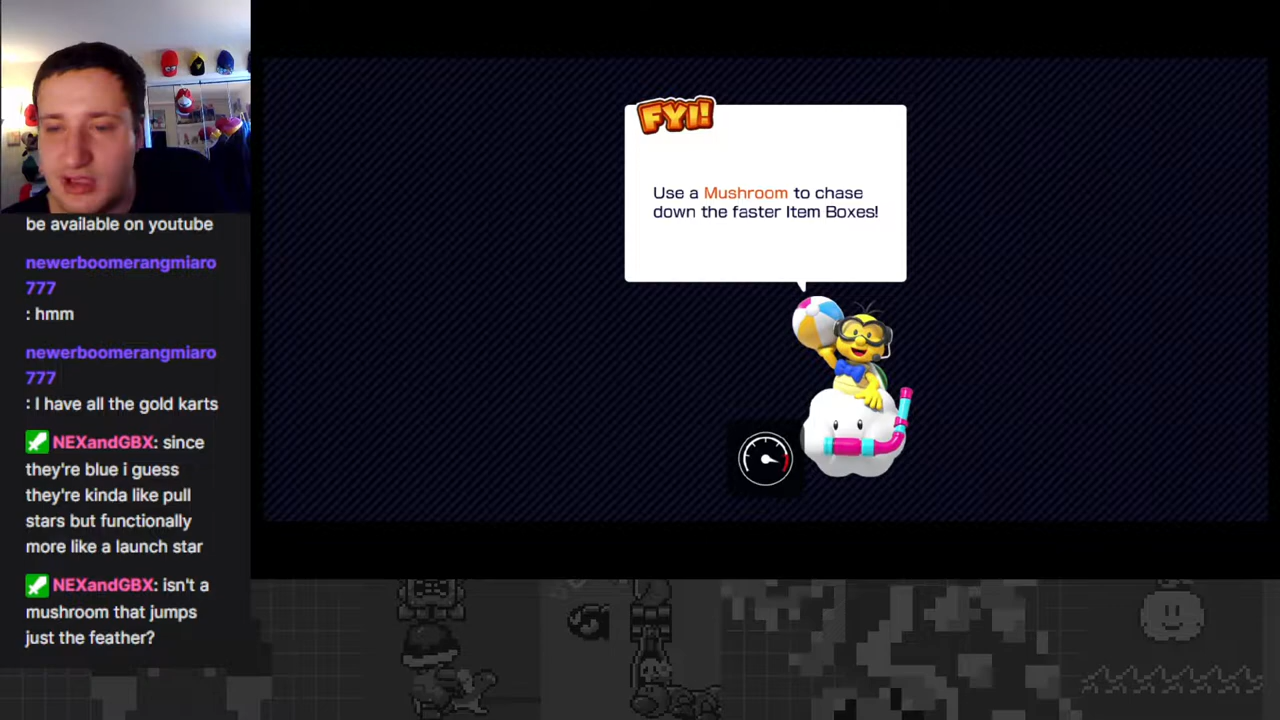 be available on youtube
newerboomerangmiaro
777
: hmm
newerboomerangmiaro
777
: I have all the gold karts
NEXandGBX: since
they're blue i guess
they're kinda like pull
stars but functionally
more like a launch star
NEXandGBX: isn't a
mushroom that jumps
just the feather?
FYI!
Use a Mushroom to chase
down the faster Item Boxes!